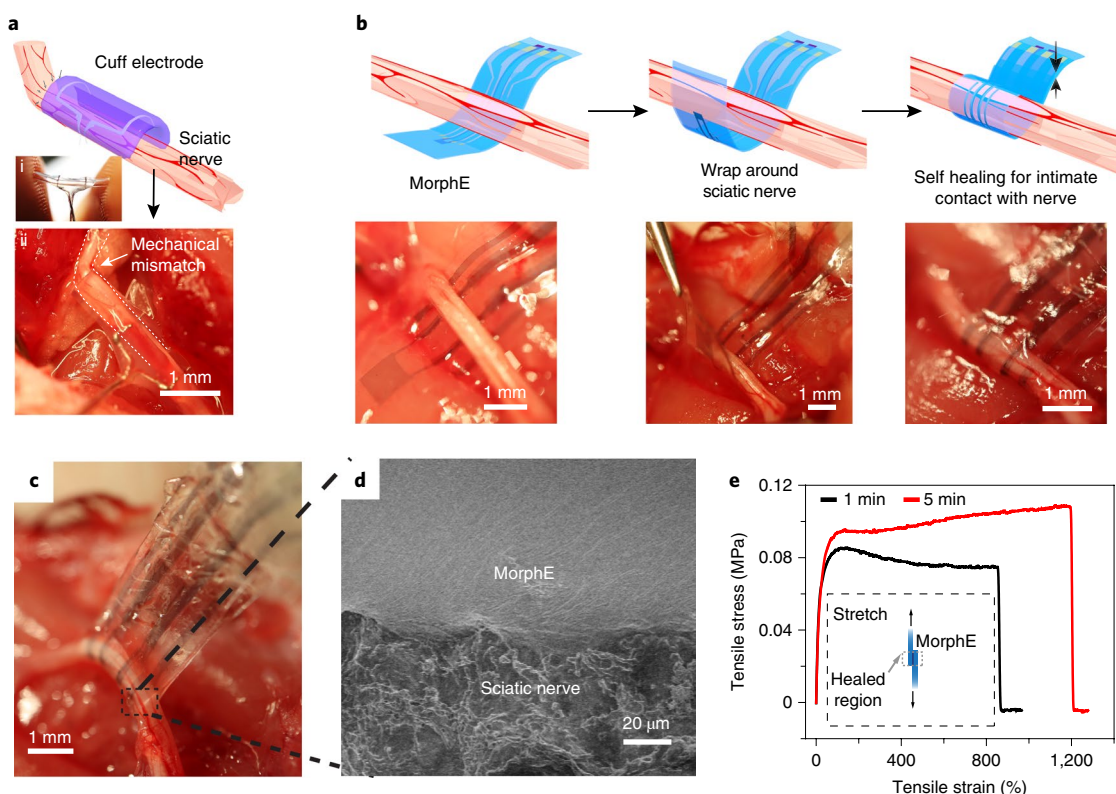 a
Cuff electrode
Sciatic
nerve
i
ii
Mechanical
mismatch
1 mm
b
MorphE
Wrap around
sciatic nerve
Self healing for intimate
contact with nerve
1 mm
1 mm
1 mm
c
1 mm
d
MorphE
Sciatic nerve
20 μm
e
1 min
5 min
0.12
0.08
0.04
0
Tensile stress (MPa)
Stretch
MorphE
Healed
region
0
400
800
1,200
Tensile strain (%)